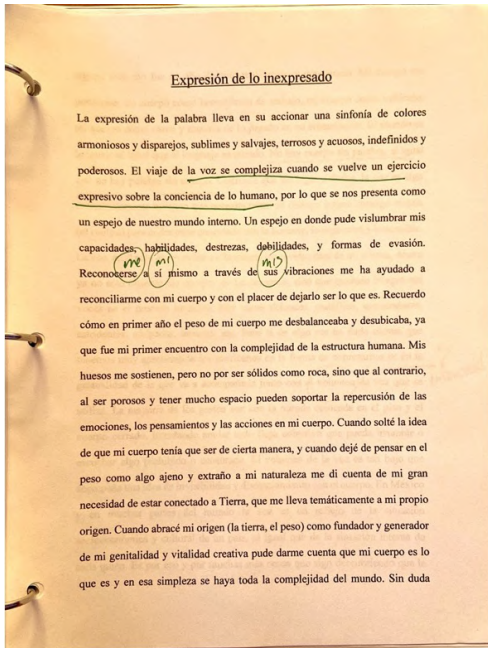 Expresión de lo inexpresado
La expresión de la palabra lleva en su accionar una sinfonía de colores
armoniosos y disparejos, sublimes y salvajes, terrosos y acuosos, indefinidos y
poderosos. El viaje de la voz se complejiza cuando se vuelve un ejercicio
expresivo sobre la conciencia de lo humano, por lo que se nos presenta como
un espejo de nuestro mundo interno. Un espejo en donde pude vislumbrar mis
capacidades, habilidades, destrezas, debilidades, y formas de evasión.
me mi mis
Reconocerse a sí mismo a través de sus vibraciones me ha ayudado a
reconciliarme con mi cuerpo y con el placer de dejarlo ser lo que es. Recuerdo
cómo en primer año el peso de mi cuerpo me desbalanceaba y desubicaba, ya
que fue mi primer encuentro con la complejidad de la estructura humana. Mis
huesos me sostienen, pero no por ser sólidos como roca, sino que al contrario,
al ser porosos y tener mucho espacio pueden soportar la repercusión de las
emociones, los pensamientos y las acciones en mi cuerpo. Cuando solté la idea
de que mi cuerpo tenía que ser de cierta manera, y cuando dejé de pensar en el
peso como algo ajeno y extraño a mi naturaleza me di cuenta de mi gran
necesidad de estar conectado a Tierra, que me lleva temáticamente a mi propio
origen. Cuando abracé mi origen (la tierra, el peso) como fundador y generador
de mi genitalidad y vitalidad creativa pude darme cuenta que mi cuerpo es lo
que es y en esa simpleza se haya toda la complejidad del mundo. Sin duda